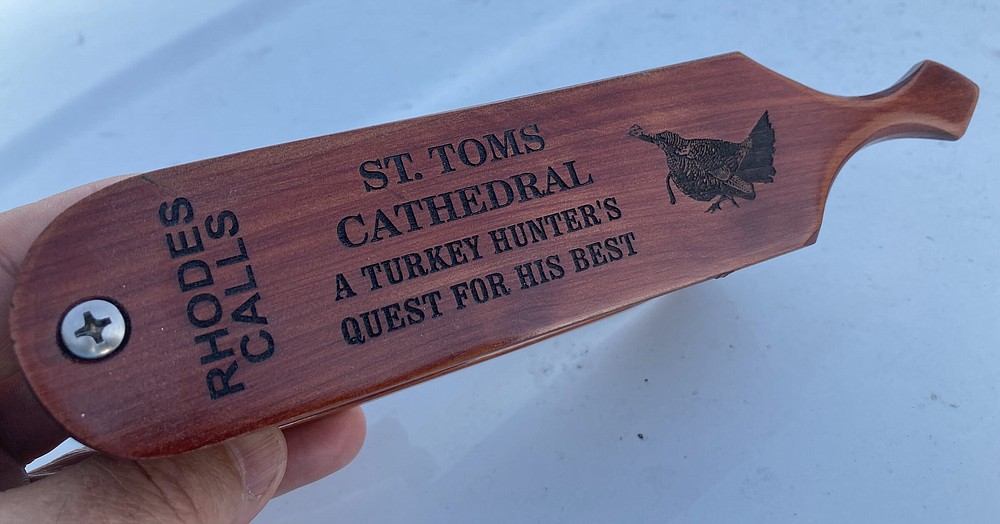 RHODES
CALLS
ST. TOMS
CATHEDRAL
A TURKEY HUNTER'S
QUEST FOR HIS BEST